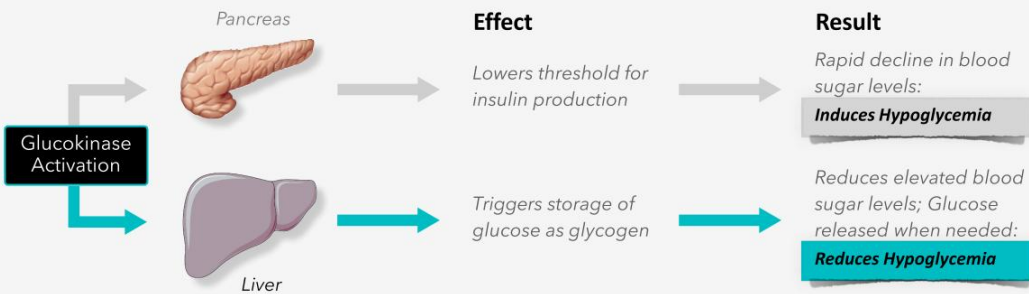 Pancreas
Effect
Result
Glucokinase
Activation
Lowers threshold for
insulin production
Rapid decline in blood
sugar levels:
Induces Hypoglycemia
Liver
Triggers storage of
glucose as glycogen
Reduces elevated blood
sugar levels; Glucose
released when needed:
Reduces Hypoglycemia